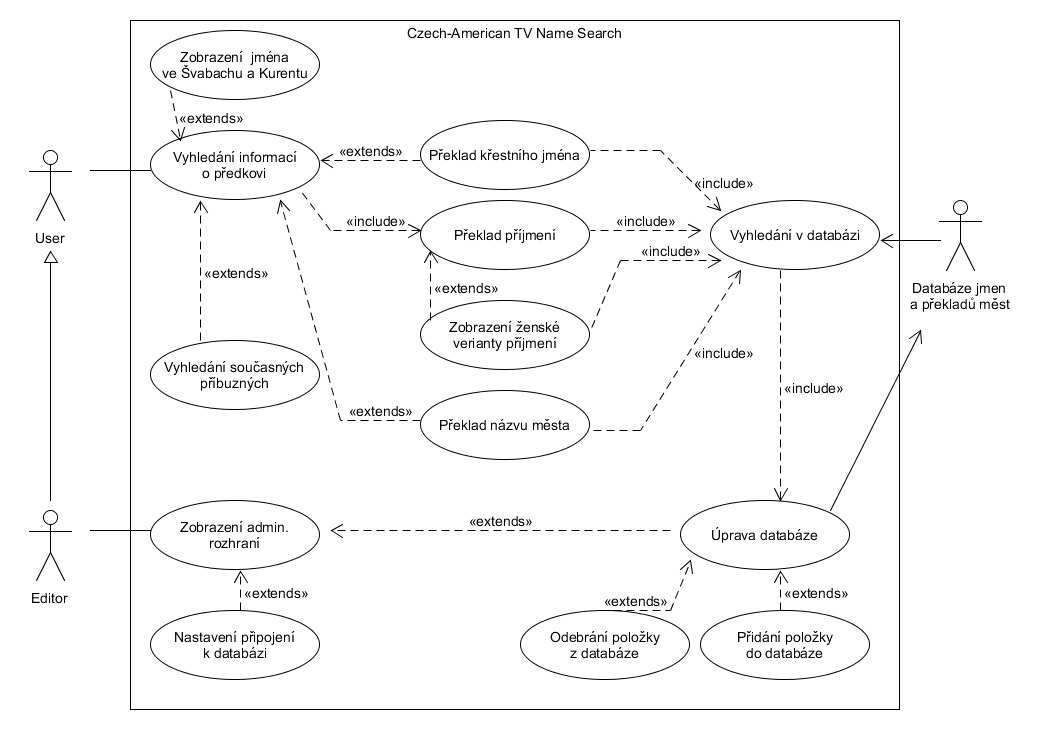 Czech-American TV Name Search
Zobrazení jména
ve Švabachu a Kurentu
«extends»
Vyhledání informací
o předkovi
«extends»
Překlad křestního jména
«include»
User
«include»
Překlad příjmení
«include»
Vyhledání v databázi
«include»
«extends»
«extends»
Databáze jmen
a překladů měst
Zobrazení ženské
verianty příjmení
Vyhledání současných
příbuzných
«include»
«include»
«extends»
Překlad názvu města
Zobrazení admin.
rozhraní
«extends»
Úprava databáze
Editor
«extends»
«extends»
«extends»
Nastavení připojení
k databázi
Odebrání položky
z databáze
Přidání položky
do databáze